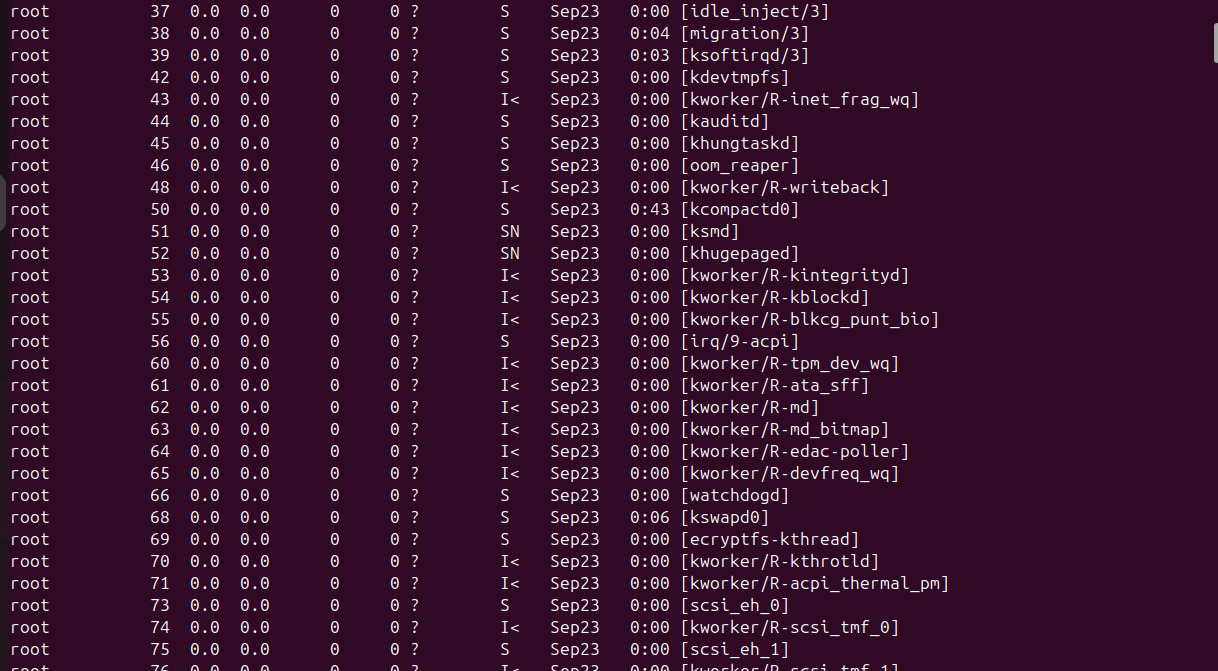 root 37 0.0 0.0 0 0 ? S Sep23 0:00 [idle_inject/3]
root 38 0.0 0.0 0 0 ? S Sep23 0:04 [migration/3]
root 39 0.0 0.0 0 0 ? S Sep23 0:03 [ksoftirqd/3]
root 42 0.0 0.0 0 0 ? S Sep23 0:00 [kdevtmpfs]
root 43 0.0 0.0 0 0 ? I< Sep23 0:00 [kworker/R-inet_frag_wq]
root 44 0.0 0.0 0 0 ? S Sep23 0:00 [kauditd]
root 45 0.0 0.0 0 0 ? S Sep23 0:00 [khungtaskd]
root 46 0.0 0.0 0 0 ? S Sep23 0:00 [oom_reaper]
root 48 0.0 0.0 0 0 ? I< Sep23 0:00 [kworker/R-writeback]
root 50 0.0 0.0 0 0 ? S Sep23 0:43 [kcompactd0]
root 51 0.0 0.0 0 0 ? SN Sep23 0:00 [ksmd]
root 52 0.0 0.0 0 0 ? SN Sep23 0:00 [khugepaged]
root 53 0.0 0.0 0 0 ? I< Sep23 0:00 [kworker/R-kintegrityd]
root 54 0.0 0.0 0 0 ? I< Sep23 0:00 [kworker/R-kblockd]
root 55 0.0 0.0 0 0 ? I< Sep23 0:00 [kworker/R-blkcg_punt_bio]
root 56 0.0 0.0 0 0 ? S Sep23 0:00 [irq/9-acpi]
root 60 0.0 0.0 0 0 ? I< Sep23 0:00 [kworker/R-tpm_dev_wq]
root 61 0.0 0.0 0 0 ? I< Sep23 0:00 [kworker/R-ata_sff]
root 62 0.0 0.0 0 0 ? I< Sep23 0:00 [kworker/R-md]
root 63 0.0 0.0 0 0 ? I< Sep23 0:00 [kworker/R-md_bitmap]
root 64 0.0 0.0 0 0 ? I< Sep23 0:00 [kworker/R-edac-poller]
root 65 0.0 0.0 0 0 ? I< Sep23 0:00 [kworker/R-devfreq_wq]
root 66 0.0 0.0 0 0 ? S Sep23 0:00 [watchdogd]
root 68 0.0 0.0 0 0 ? S Sep23 0:06 [kswapd0]
root 69 0.0 0.0 0 0 ? S Sep23 0:00 [ecryptfs-kthread]
root 70 0.0 0.0 0 0 ? I< Sep23 0:00 [kworker/R-kthrotld]
root 71 0.0 0.0 0 0 ? I< Sep23 0:00 [kworker/R-acpi_thermal_pm]
root 73 0.0 0.0 0 0 ? S Sep23 0:00 [scsi_eh_0]
root 74 0.0 0.0 0 0 ? I< Sep23 0:00 [kworker/R-scsi_tmf_0]
root 75 0.0 0.0 0 0 ? S Sep23 0:00 [scsi_eh_1]
root 76 0.0 0.0 0 0 ? I< Sep23 0:00 [kworker/R-scsi_tmf_1]